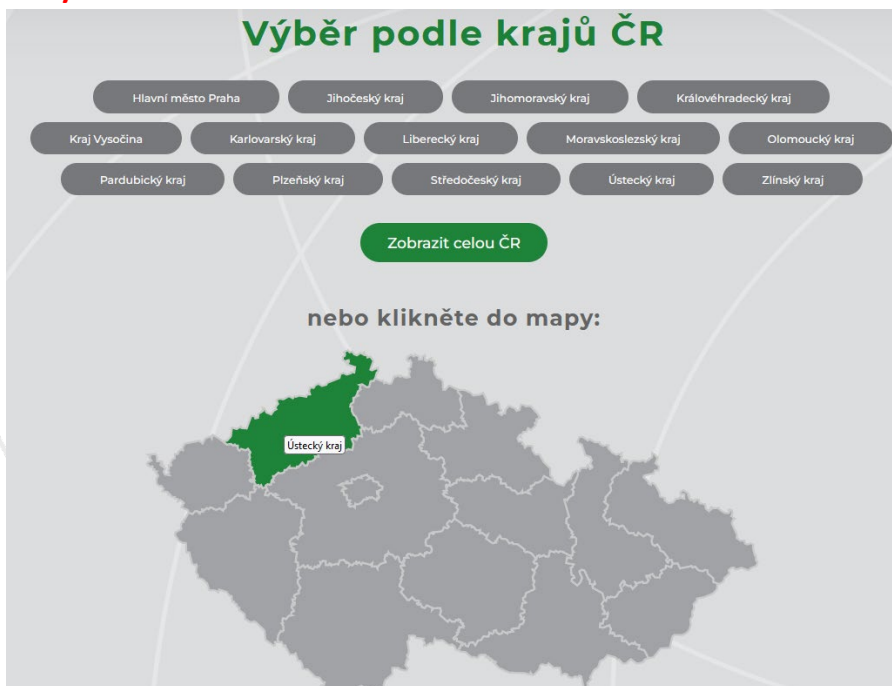 Výběr podle krajů ČR
Hlavní město Praha Jihočeský kraj Jihomoravský kraj Královéhradecký kraj
Kraj Vysočina Karlovarský kraj Liberecký kraj Moravskoslezský kraj Olomoucký kraj
Pardubický kraj Plzeňský kraj Středočeský kraj Ústecký kraj Zlínský kraj
Zobrazit celou ČR
nebo klikněte do mapy:
Ústecký kraj